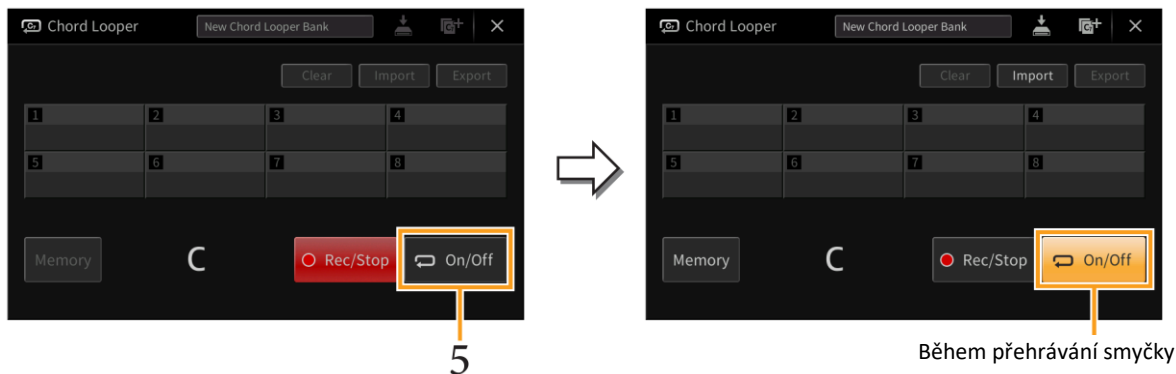 Chord Looper
New Chord Looper Bank
Clear
Import
Export
1
2
3
4
5
6
7
8
Memory
C
Rec/Stop
On/Off
5
Chord Looper
New Chord Looper Bank
Clear
Import
Export
1
2
3
4
5
6
7
8
Memory
C
Rec/Stop
On/Off
Během přehrávání smyčky